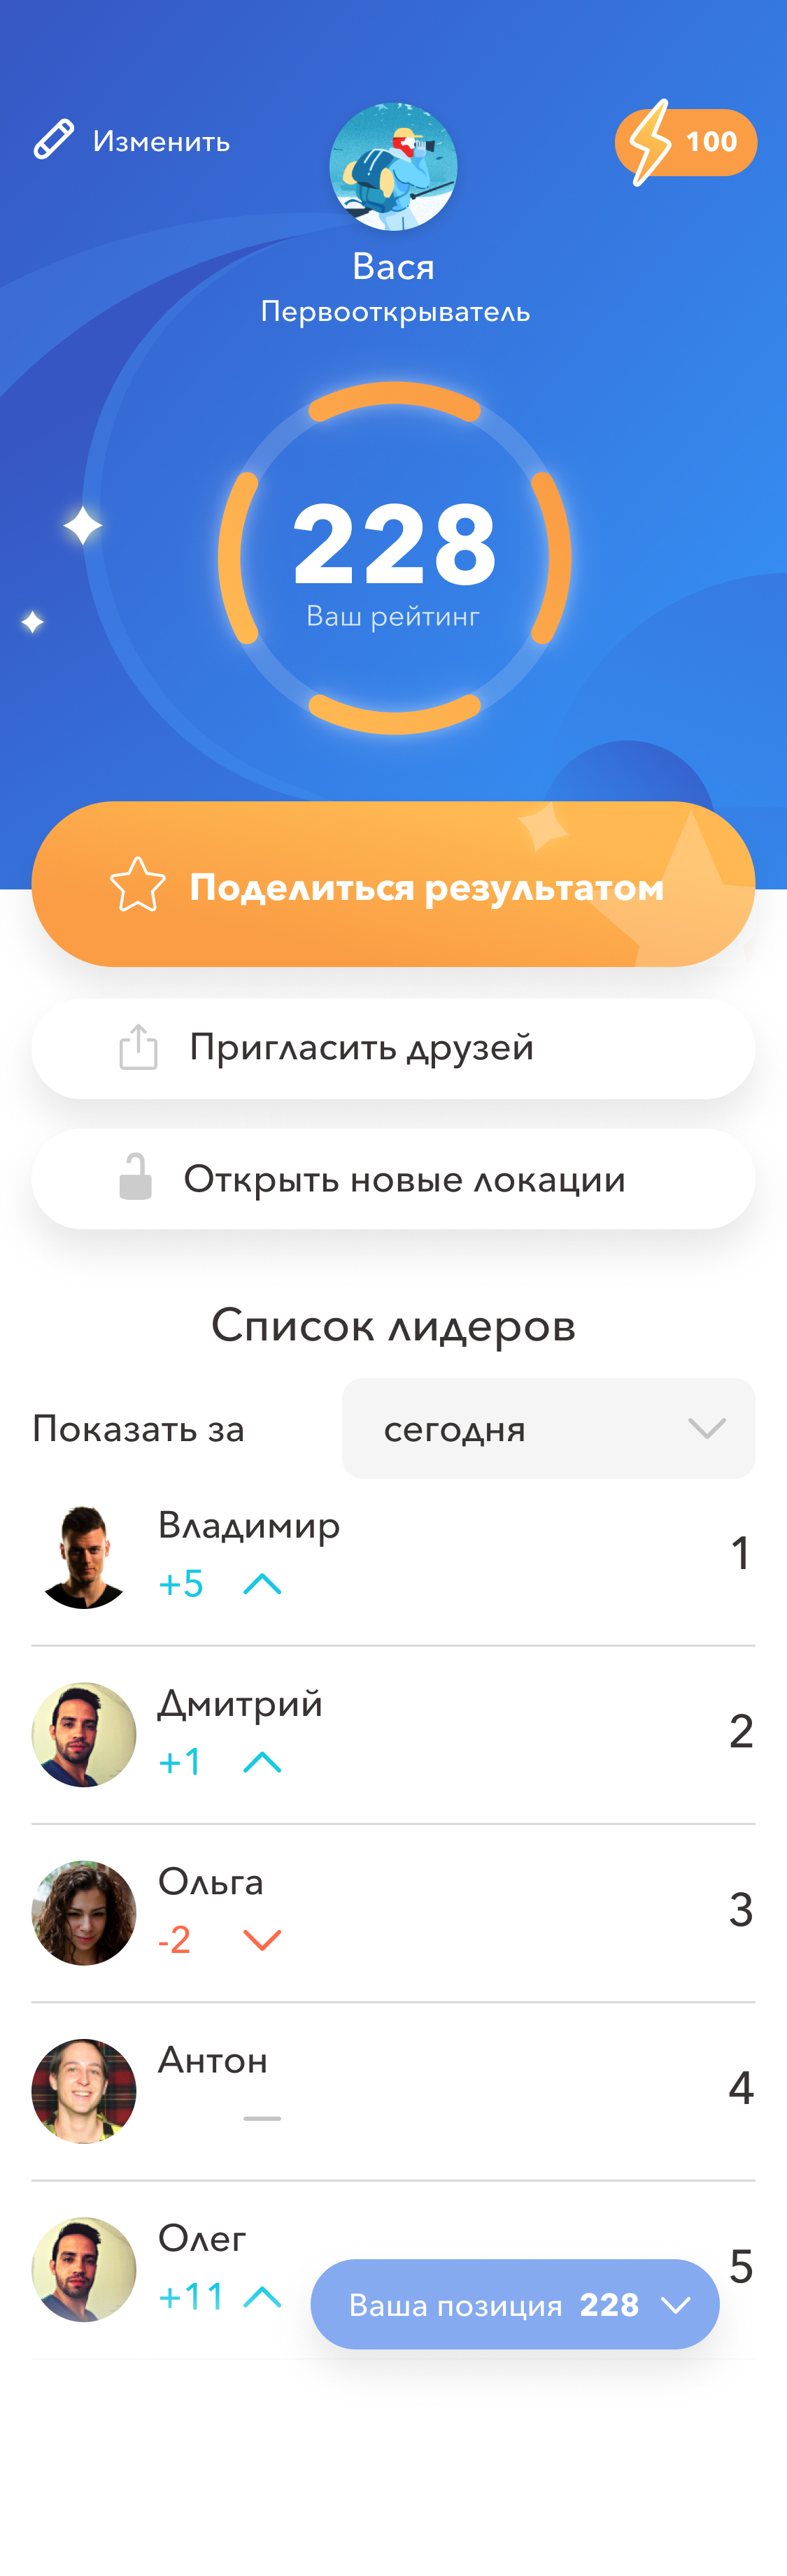 Изменить
100
Вася
Первооткрыватель
228
Ваш рейтинг
Поделиться результатом
Пригласить друзей
Открыть новые локации
Список лидеров
Показать за сегодня
Владимир
+5
1
Дмитрий
+1
2
Ольга
-2
3
Антон
4
Олег
+11
5
Ваша позиция 228